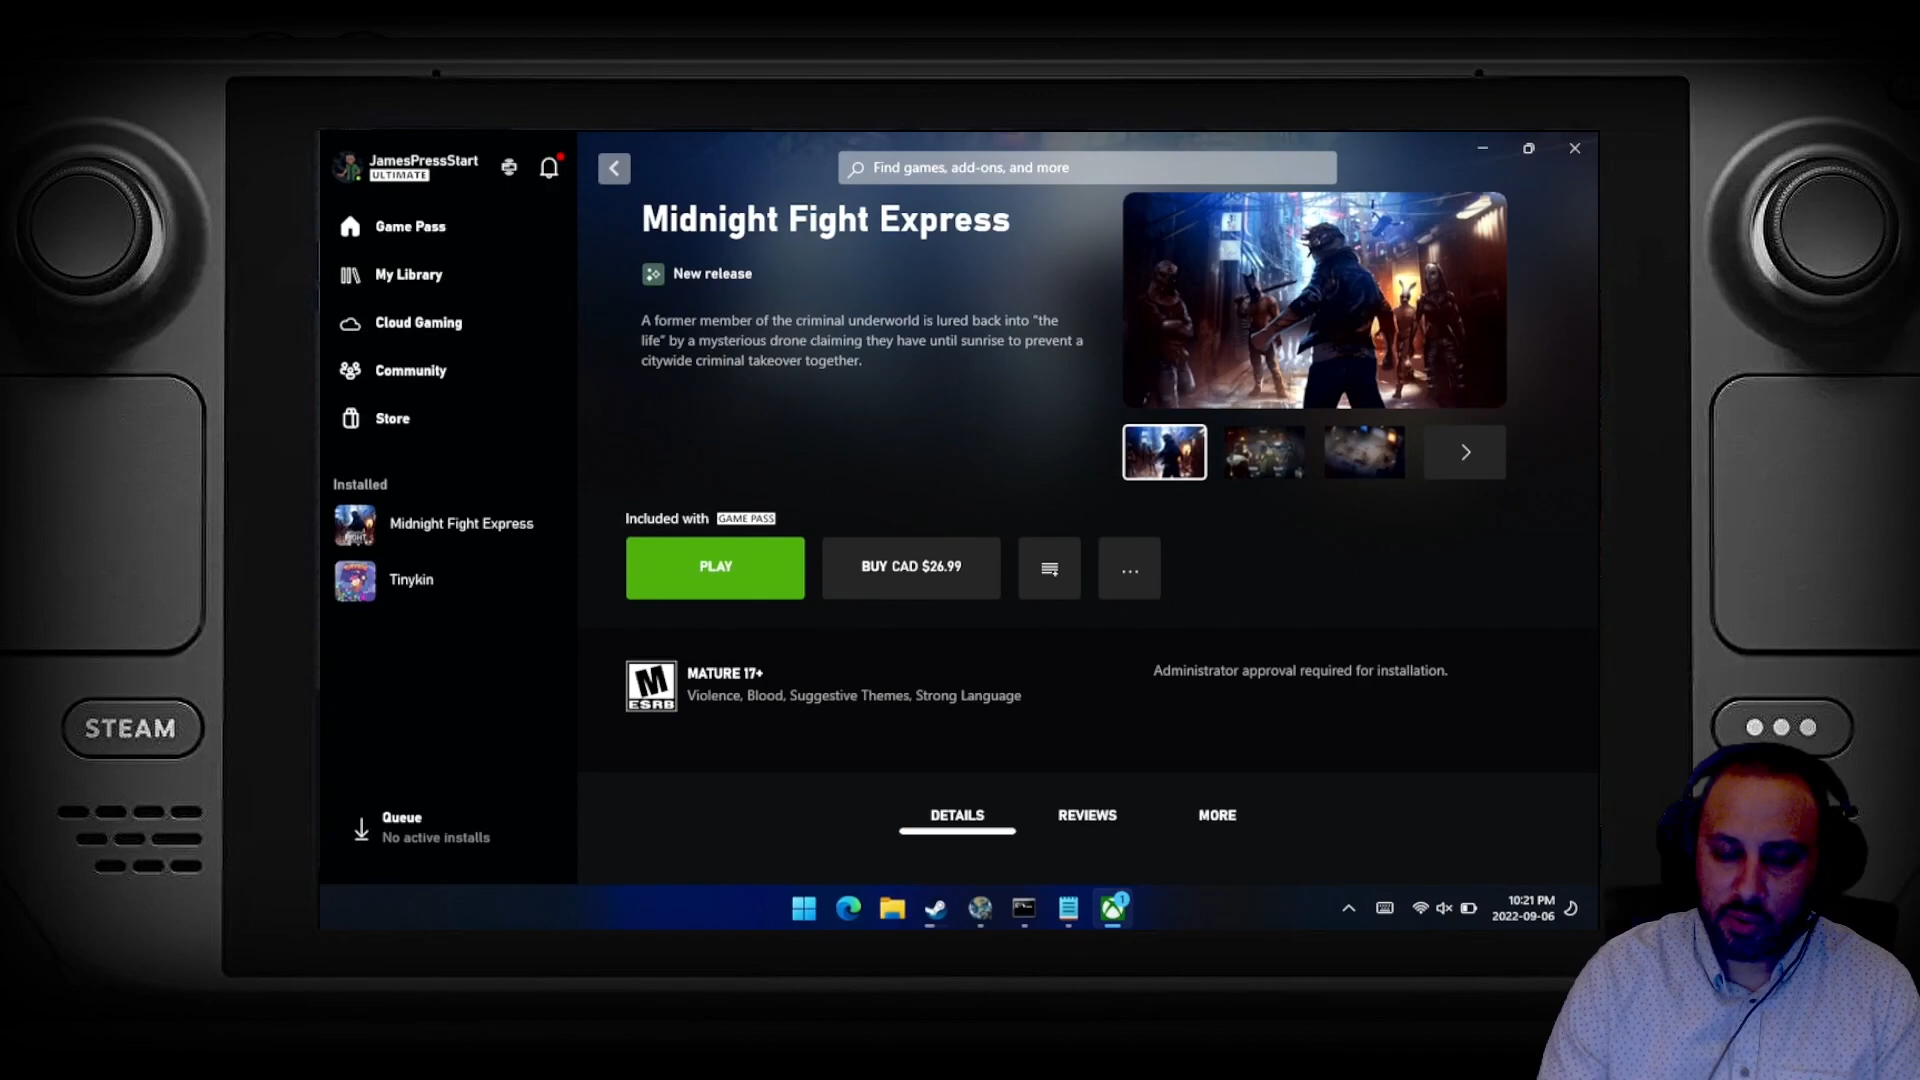 JamesPressStart
ULTIMATE
Game Pass
My Library
Cloud Gaming
Community
Store
Installed
Midnight Fight Express
Tinykin
Queue
No active installs
Find games, add-ons, and more
Midnight Fight Express
New release
A former member of the criminal underworld is lured back into "the
life" by a mysterious drone claiming they have until sunrise to prevent a
citywide criminal takeover together.
Included with GAME PASS
PLAY
BUY CAD $26.99
...
M
ESRB
MATURE 17+
Violence, Blood, Suggestive Themes, Strong Language
Administrator approval required for installation.
DETAILS
REVIEWS
MORE
1
10:21 PM
2022-09-06
STEAM